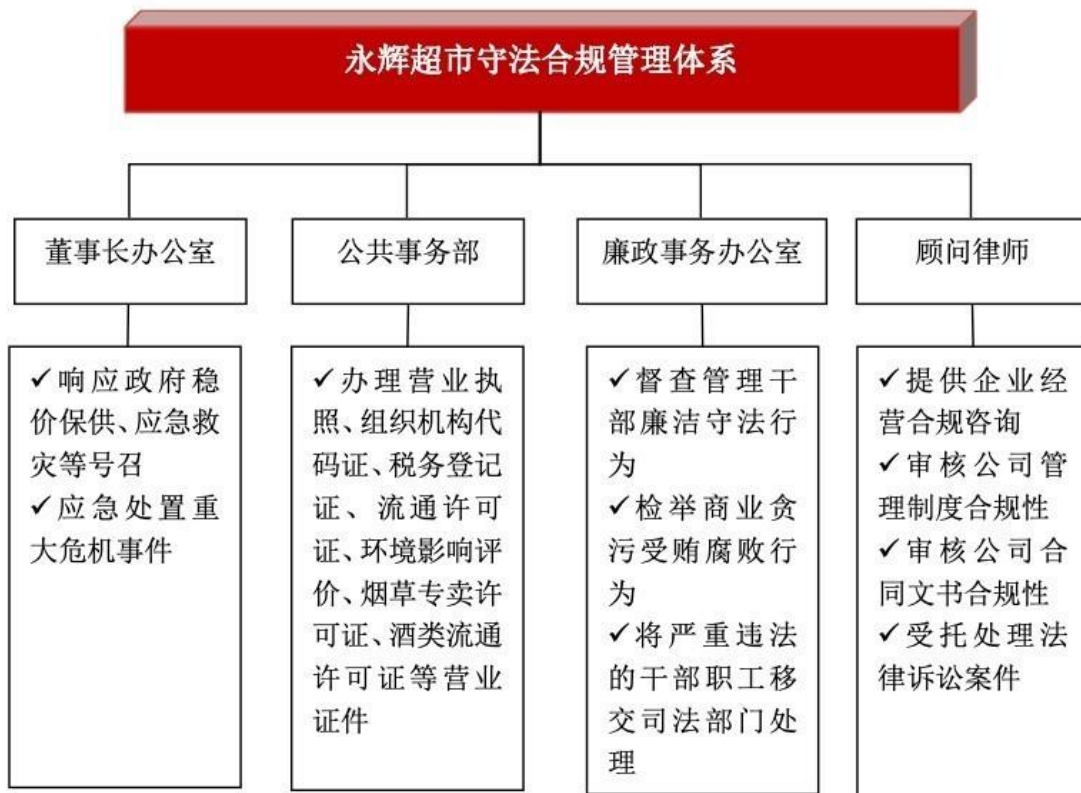 永辉超市守法合规管理体系
董事长办公室
✓响应政府稳
价保供、应急救
灾等号召
✓应急处置重
大危机事件
公共事务部
✓办理营业执
照、组织机构代
码证、税务登记
证、流通许可
证、环境影响评
价、烟草专卖许
可证、酒类流通
许可证等营业
证件
廉政事务办公室
✓督查管理干
部廉洁守法行
为
✓检举商业贪
污受贿腐败行
为
✓将严重违法
的干部职工移
交司法部门处
理
顾问律师
✓提供企业经
营合规咨询
✓审核公司管
理制度合规性
✓审核公司合
同文书合规性
✓受托处理法
律诉讼案件